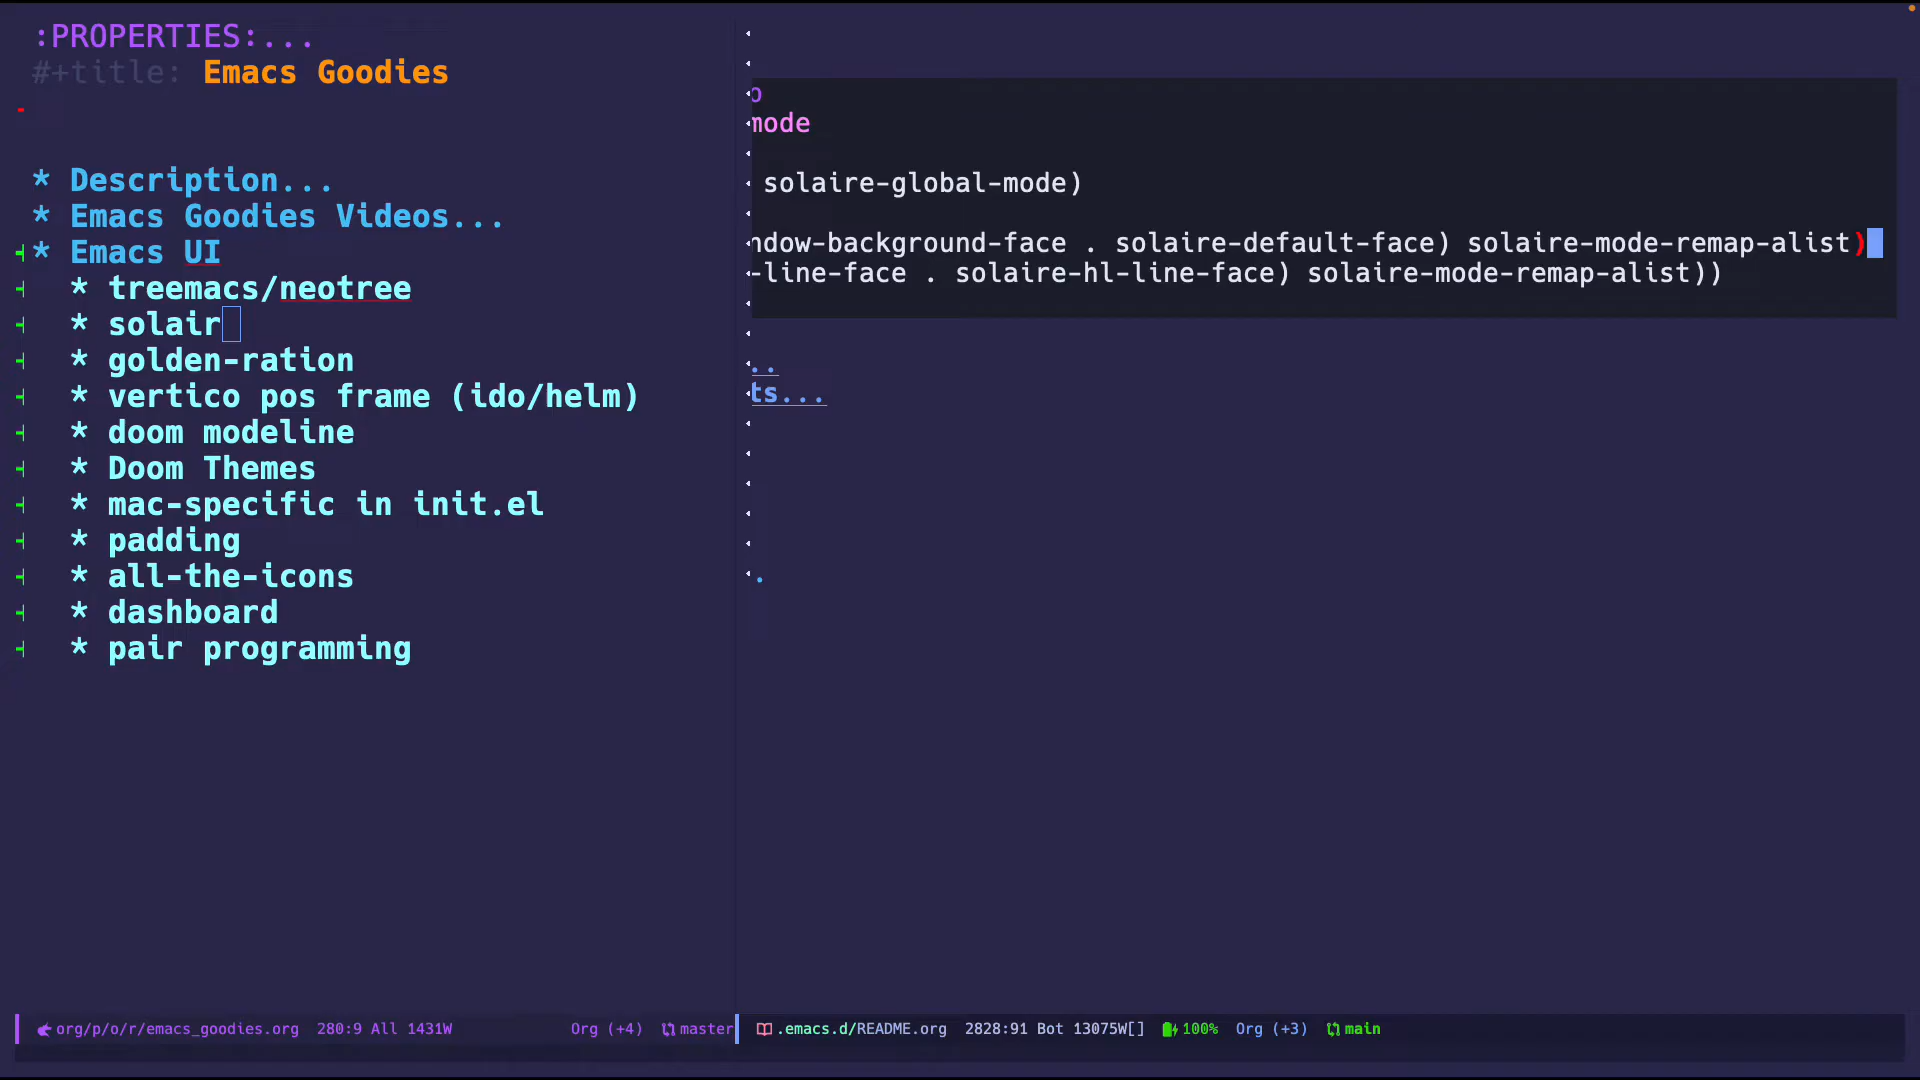 :PROPERTIES:...
#+title: Emacs Goodies
* Description...
* Emacs Goodies Videos...
* Emacs UI
* treemacs/neotree
* solair
* golden-ration
* vertico pos frame (ido/helm)
* doom modeline
* Doom Themes
* mac-specific in init.el
* padding
* all-the-icons
* dashboard
* pair programming
o
mode
solaire-global-mode)
ndow-background-face . solaire-default-face) solaire-mode-remap-alist)
-line-face . solaire-hl-line-face) solaire-mode-remap-alist))
..
ts...
.
org/p/o/r/emacs_goodies.org 280:9 All 1431W Org (+4) master
.emacs.d/README.org 2828:91 Bot 13075W[] 100% Org (+3) main